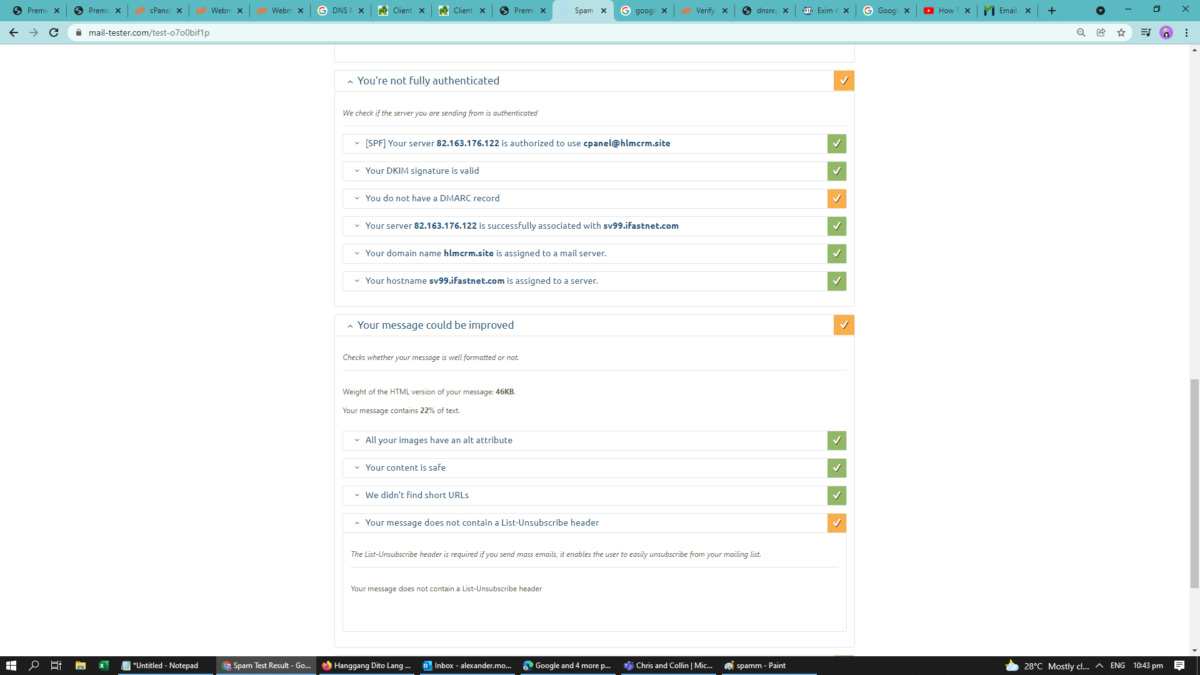 Premi
Premi
cPanel
Webm
Webm
DNS
Client
Client
Premi
Spam
googl
Verify
dnsre
Exim
Googl
How
Email
mail-tester.com/test-o7o0bif1p
You're not fully authenticated
We check if the server you are sending from is authenticated
[SPF] Your server 82.163.176.122 is authorized to use cpanel@hlmcrm.site
Your DKIM signature is valid
You do not have a DMARC record
Your server 82.163.176.122 is successfully associated with sv99.ifastnet.com
Your domain name hlmcrm.site is assigned to a mail server.
Your hostname sv99.ifastnet.com is assigned to a server.
Your message could be improved
Checks whether your message is well formatted or not.
Weight of the HTML version of your message: 46KB.
Your message contains 22% of text.
All your images have an alt attribute
Your content is safe
We didn't find short URLs
Your message does not contain a List-Unsubscribe header
The List-Unsubscribe header is required if you send mass emails, it enables the user to easily unsubscribe from your mailing list.
Your message does not contain a List-Unsubscribe header
*Untitled - Notepad
Spam Test Result - Go...
Hanggang Dito Lang ...
Inbox - alexander.mo...
Google and 4 more p...
Chris and Collin | Mic...
spamm - Paint
28°C Mostly cl...
ENG
10:43 pm